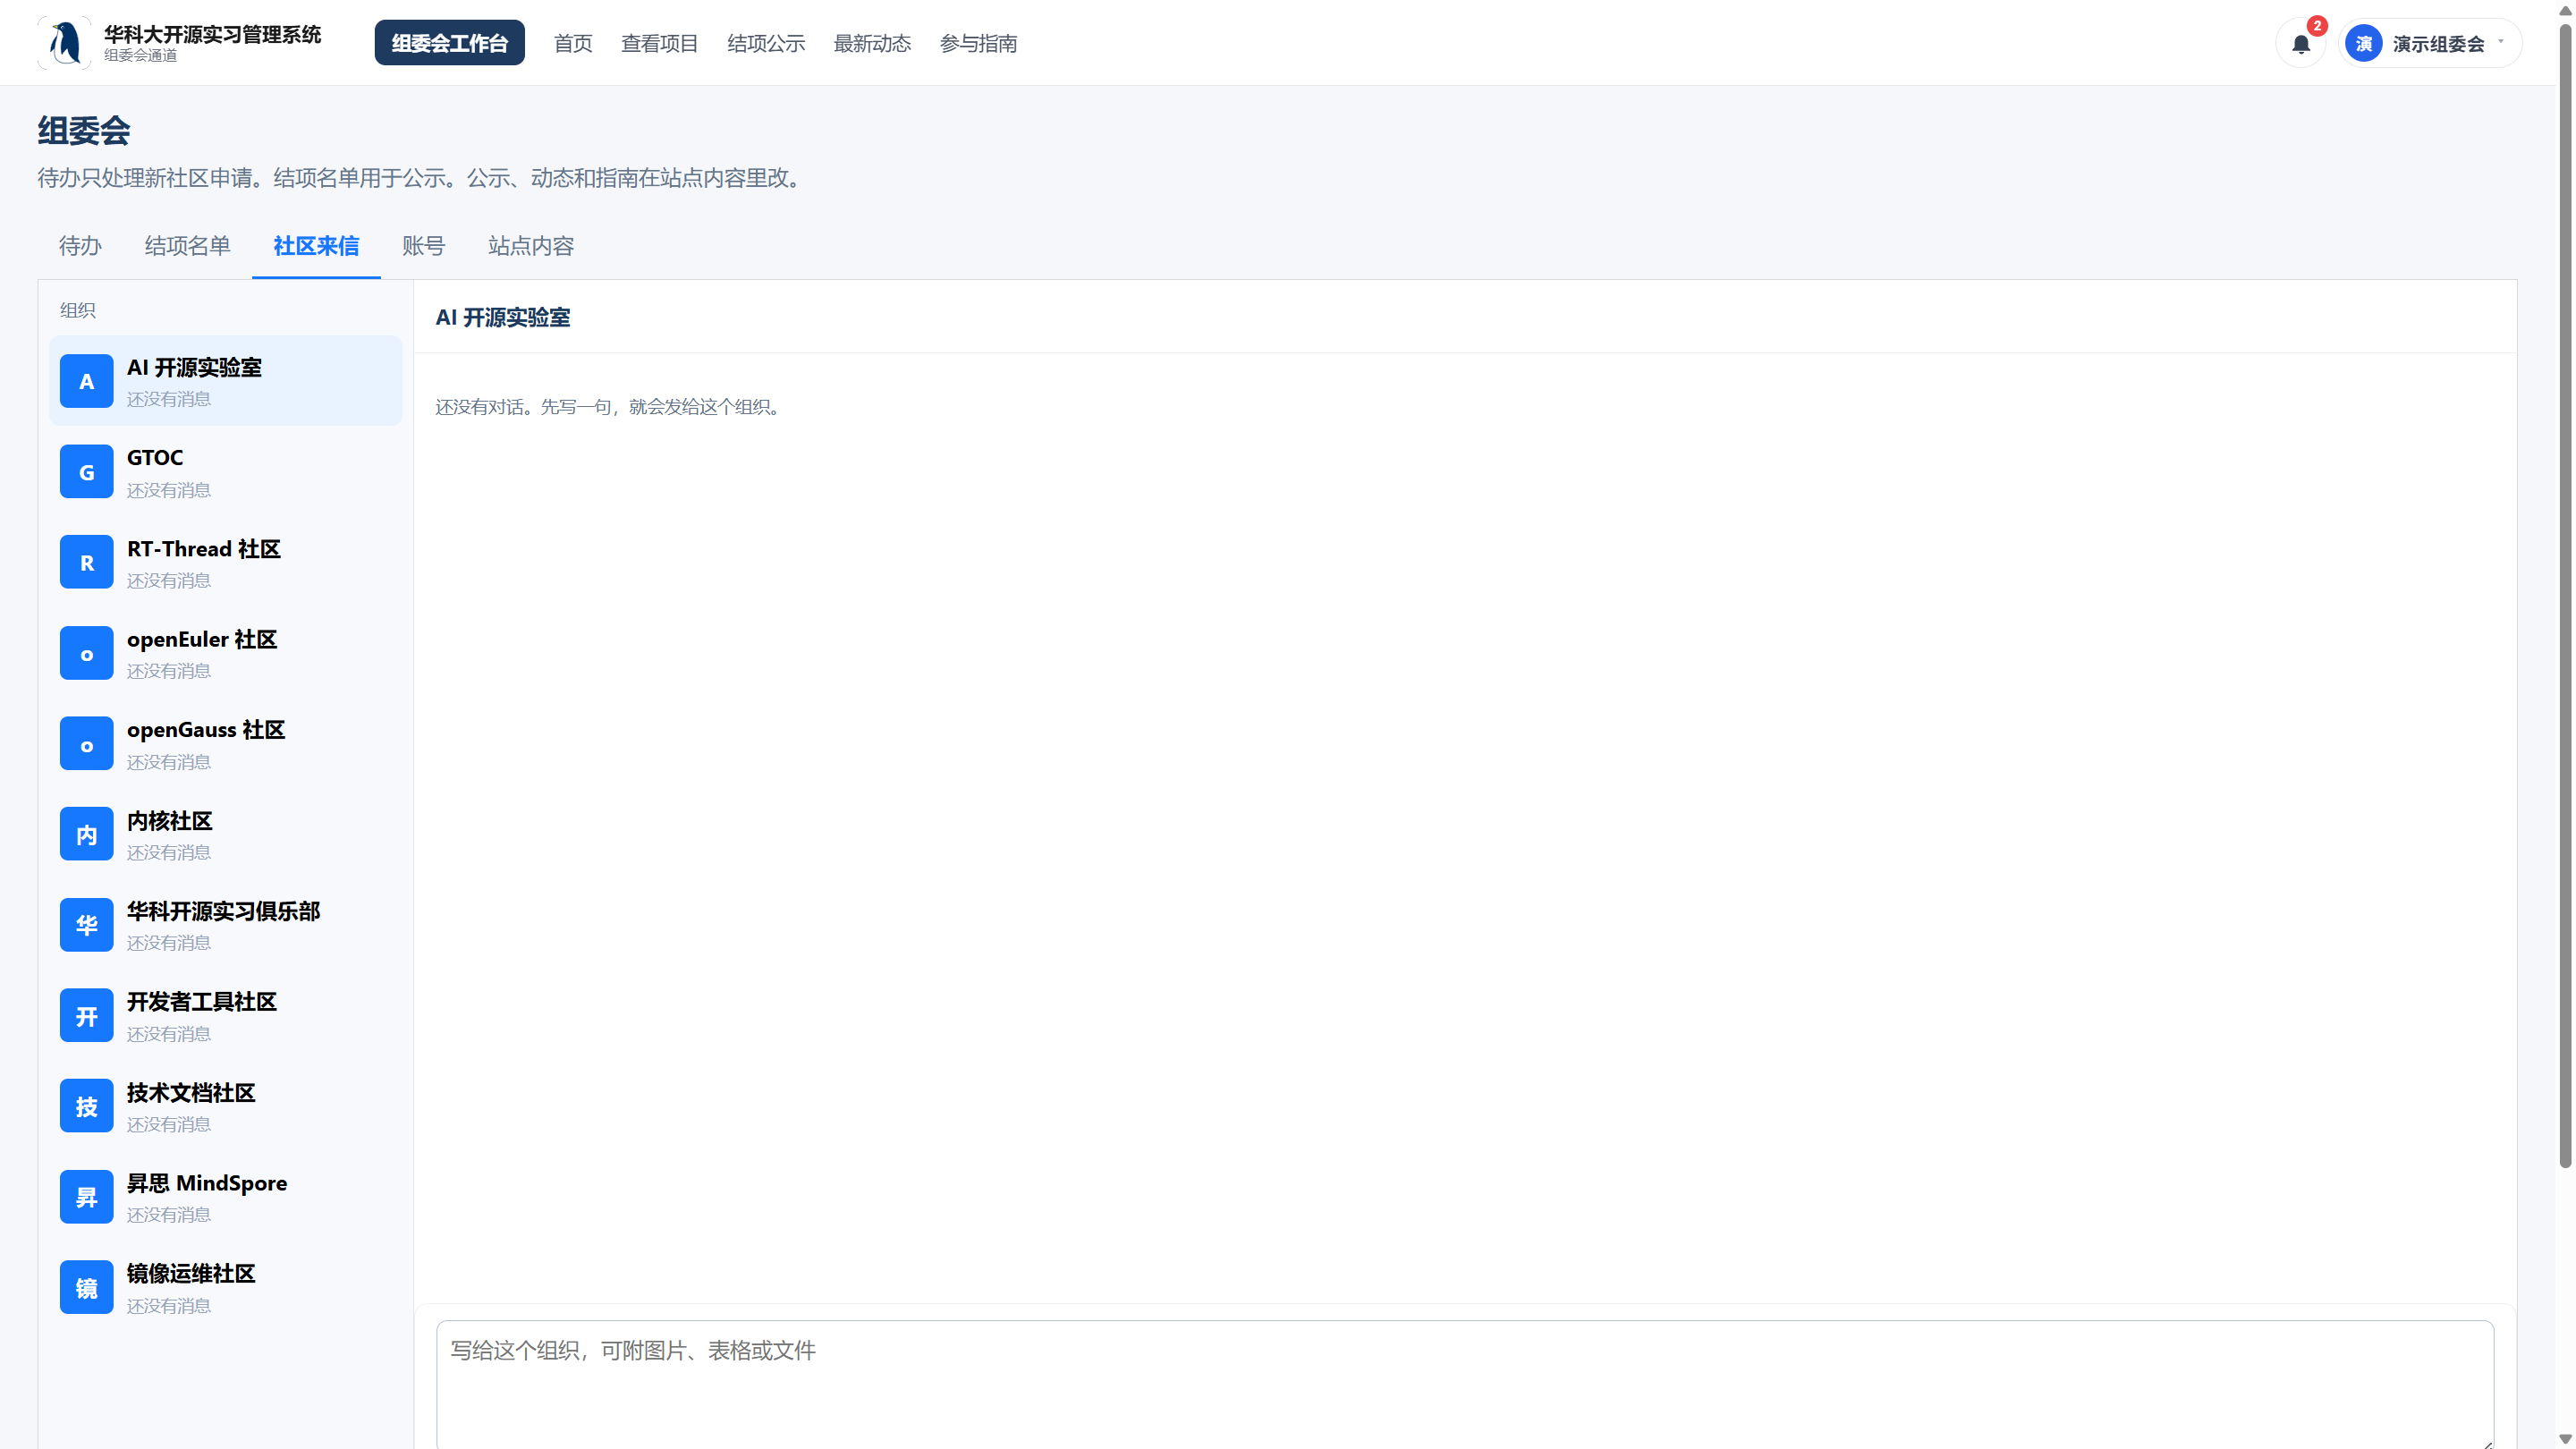 华科大开源实习管理系统
组委会通道
组委会工作台 首页 查看项目 结项公示 最新动态 参与指南
2
演 演示组委会
组委会
待办只处理新社区申请。结项名单用于公示。公示、动态和指南在站点内容里改。
待办 结项名单 社区来信 账号 站点内容
组织
A
AI 开源实验室
还没有消息
G
GTOC
还没有消息
R
RT-Thread 社区
还没有消息
o
openEuler 社区
还没有消息
o
openGauss 社区
还没有消息
内
内核社区
还没有消息
华
华科开源实习俱乐部
还没有消息
开
开发者工具社区
还没有消息
技
技术文档社区
还没有消息
昇
昇思 MindSpore
还没有消息
镜
镜像运维社区
还没有消息
AI 开源实验室
还没有对话。先写一句，就会发给这个组织。
写给这个组织，可附图片、表格或文件